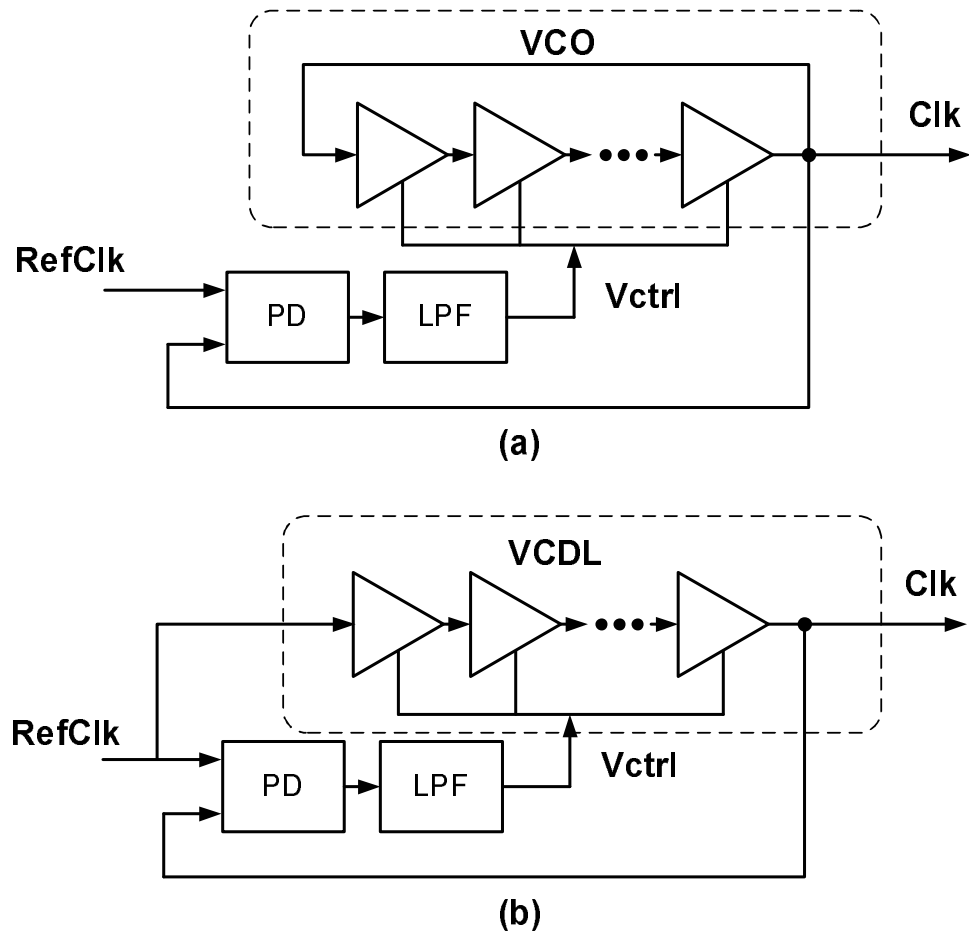 VCO
Clk
RefClk
PD
LPF
Vctrl
(a)
VCDL
Clk
RefClk
PD
LPF
Vctrl
(b)